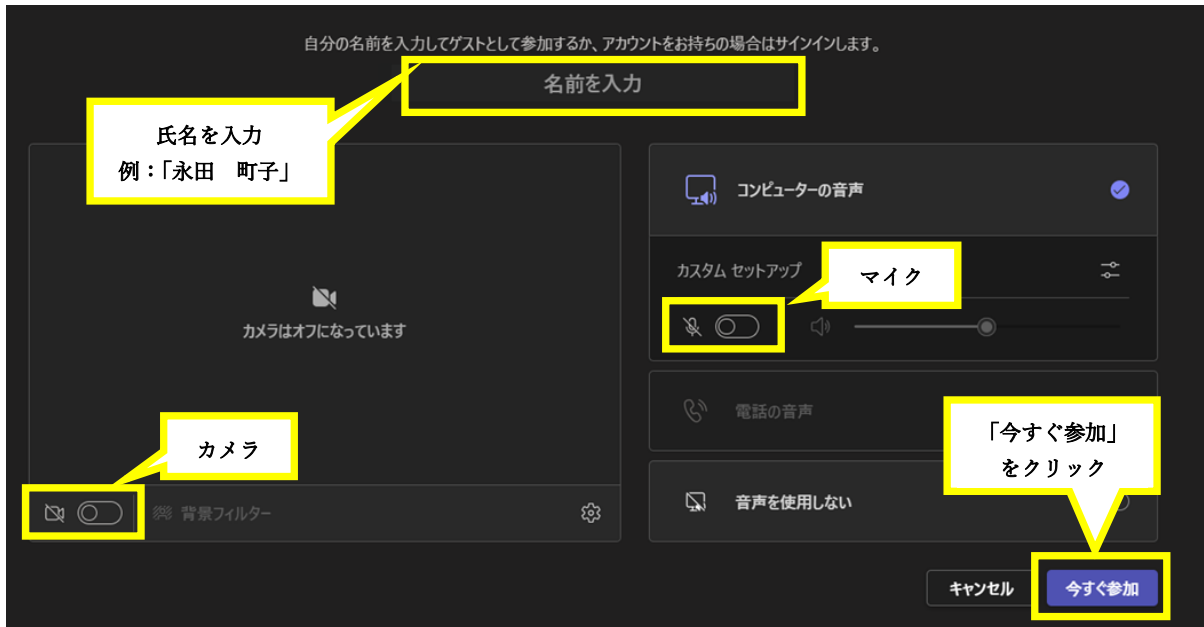 自分の名前を入力してゲストとして参加するか、アカウントをお持ちの場合はサインインします。
名前を入力
氏名を入力
例：「永田　町子」
コンピューターの音声
カスタム セットアップ
マイク
カメラはオフになっています
電話の音声
「今すぐ参加」
をクリック
カメラ
背景フィルター
音声を使用しない
キャンセル
今すぐ参加